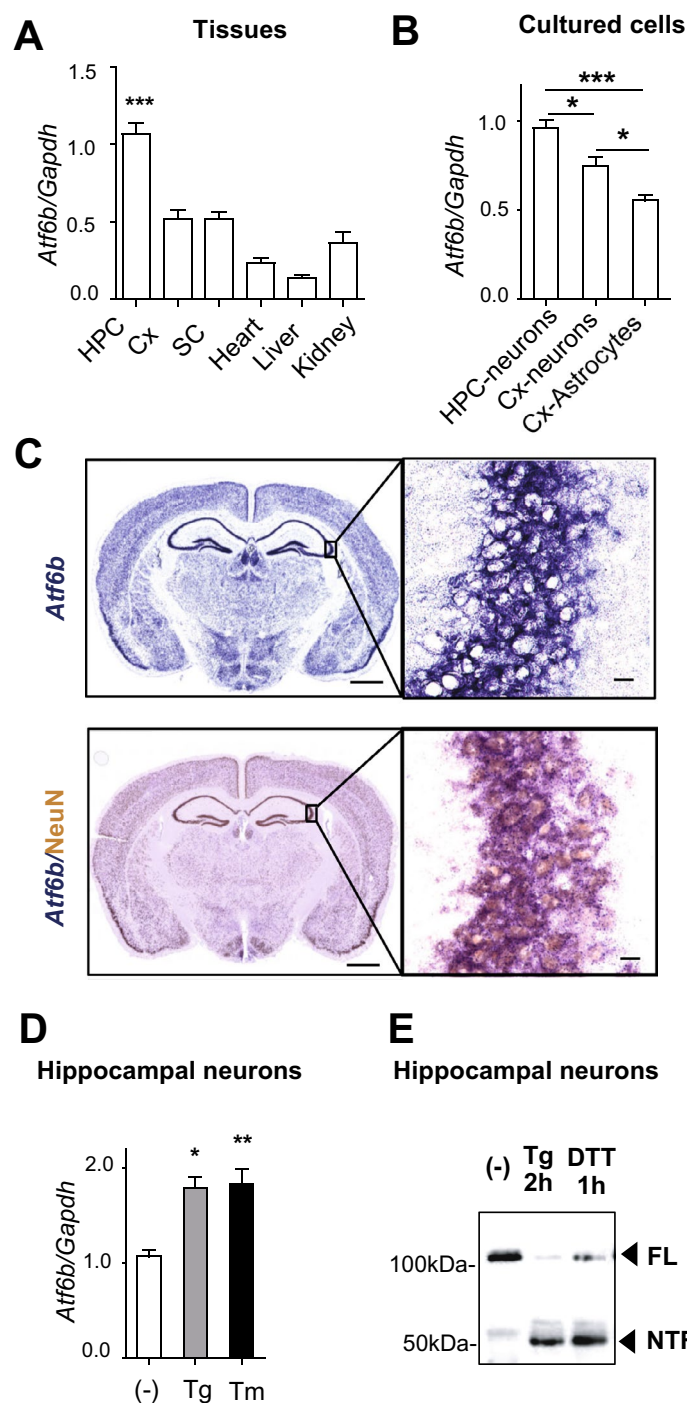 A
Tissues
Atf6b/Gapdh
1.5
1.0
0.5
0.0
***
HPC
Cx
SC
Heart
Liver
Kidney
B
Cultured cells
Atf6b/Gapdh
1.0
0.5
0.0
***
*
*
HPC-neurons
Cx-neurons
Cx-Astrocytes
C
Atf6b
Atf6b/NeuN
D
Hippocampal neurons
Atf6b/Gapdh
2.0
1.0
0.0
*
**
(-)
Tg
Tm
E
Hippocampal neurons
(-) Tg DTT
2h 1h
100kDa-
FL
50kDa-
NTF